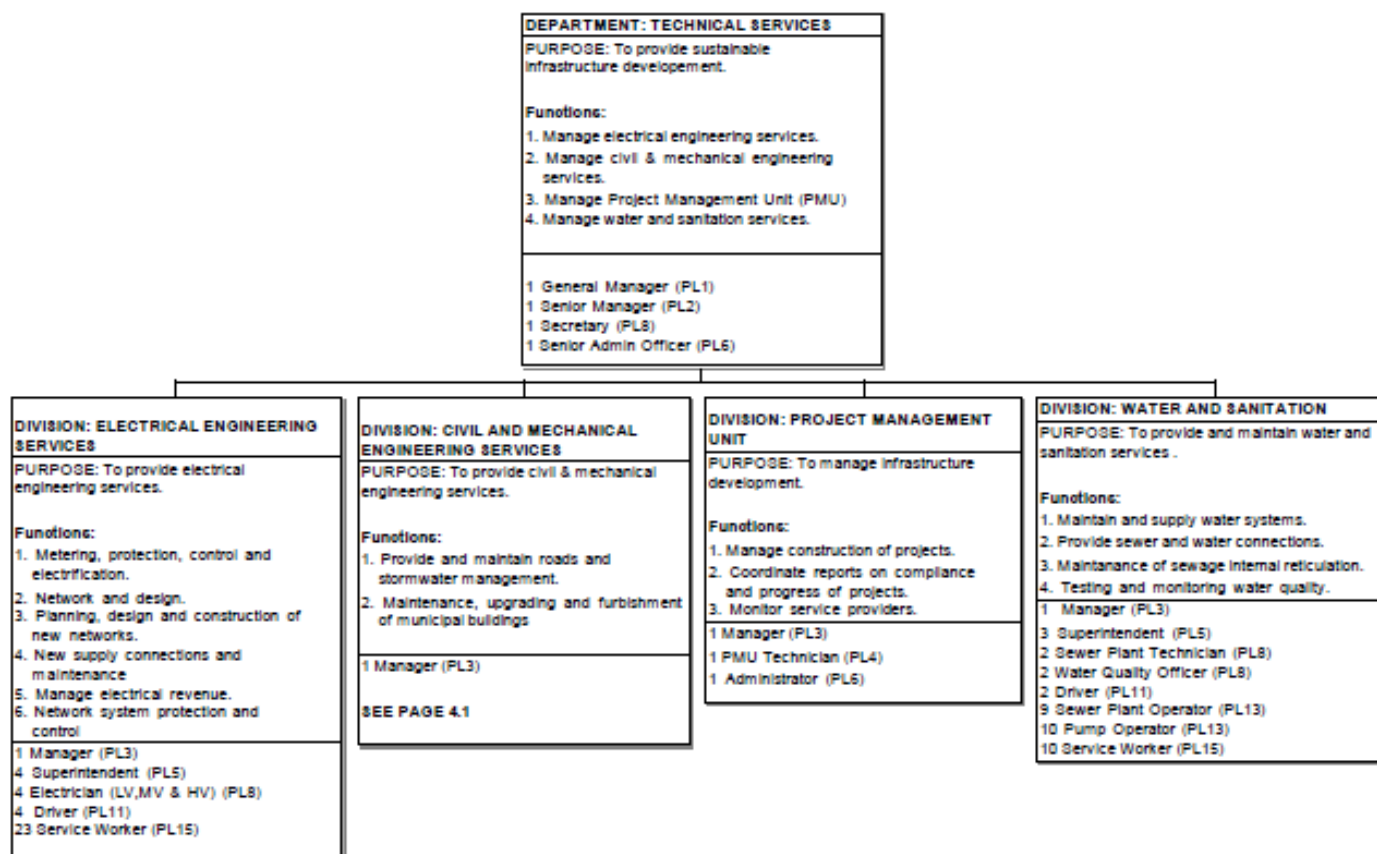 DEPARTMENT: TECHNICAL SERVICES
PURPOSE: To provide sustainable
infrastructure developement.
Functions:
1. Manage electrical engineering services.
2. Manage civil & mechanical engineering
services.
3. Manage Project Management Unit (PMU)
4. Manage water and sanitation services.
1 General Manager (PL1)
1 Senior Manager (PL2)
1 Secretary (PL8)
1 Senior Admin Officer (PL6)
DIVISION: ELECTRICAL ENGINEERING
SERVICES
PURPOSE: To provide electrical
engineering services.
Functions:
1. Metering, protection, control and
electrification.
2. Network and design.
3. Planning, design and construction of
new networks.
4. New supply connections and
maintenance
5. Manage electrical revenue.
6. Network system protection and
control
1 Manager (PL3)
4 Superintendent (PL5)
4 Electrician (LV,MV & HV) (PL8)
4 Driver (PL11)
23 Service Worker (PL15)
DIVISION: CIVIL AND MECHANICAL
ENGINEERING SERVICES
PURPOSE: To provide civil & mechanical
engineering services.
Functions:
1. Provide and maintain roads and
stormwater management.
2. Maintenance, upgrading and furbishment
of municipal buildings
1 Manager (PL3)
SEE PAGE 4.1
DIVISION: PROJECT MANAGEMENT
UNIT
PURPOSE: To manage infrastructure
development.
Functions:
1. Manage construction of projects.
2. Coordinate reports on compliance
and progress of projects.
3. Monitor service providers.
1 Manager (PL3)
1 PMU Technician (PL4)
1 Administrator (PL6)
DIVISION: WATER AND SANITATION
PURPOSE: To provide and maintain water and
sanitation services .
Functions:
1. Maintain and supply water systems.
2. Provide sewer and water connections.
3. Maintanance of sewage internal reticulation.
4. Testing and monitoring water quality.
1 Manager (PL3)
3 Superintendent (PL5)
2 Sewer Plant Technician (PL8)
2 Water Quality Officer (PL8)
2 Driver (PL11)
9 Sewer Plant Operator (PL13)
10 Pump Operator (PL13)
10 Service Worker (PL15)